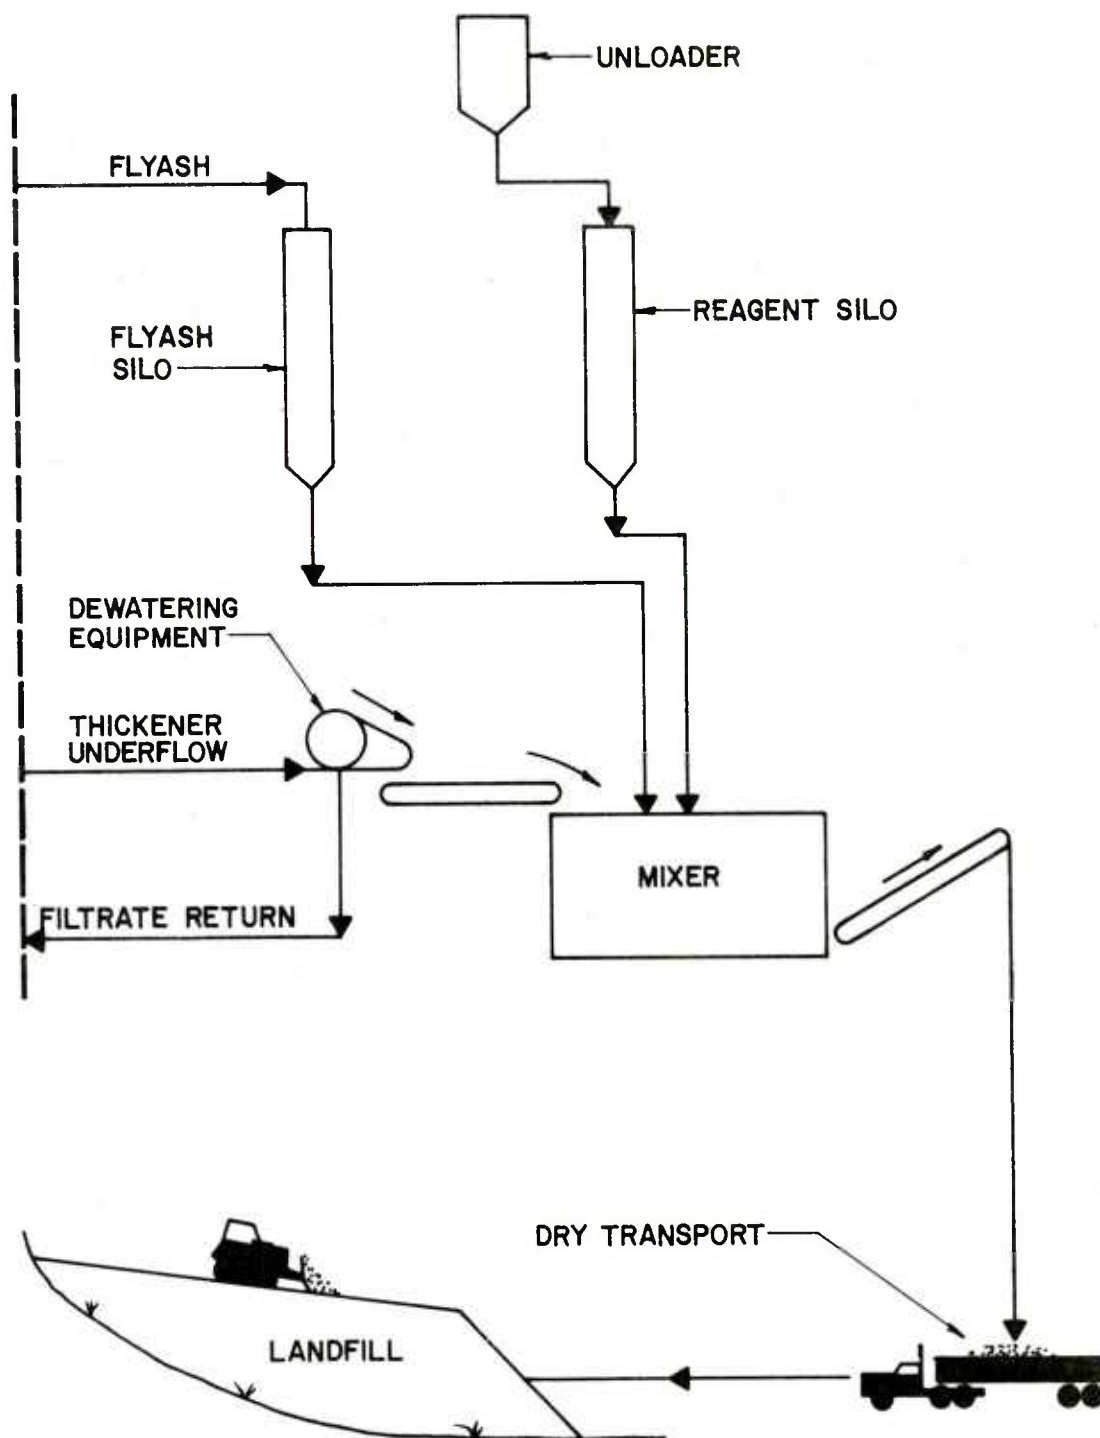 UNLOADER
FLYASH
REAGENT SILO
FLYASH
SILO
DEWATERING
EQUIPMENT
THICKENER
UNDERFLOW
MIXER
FILTRATE RETURN
DRY TRANSPORT
LANDFILL